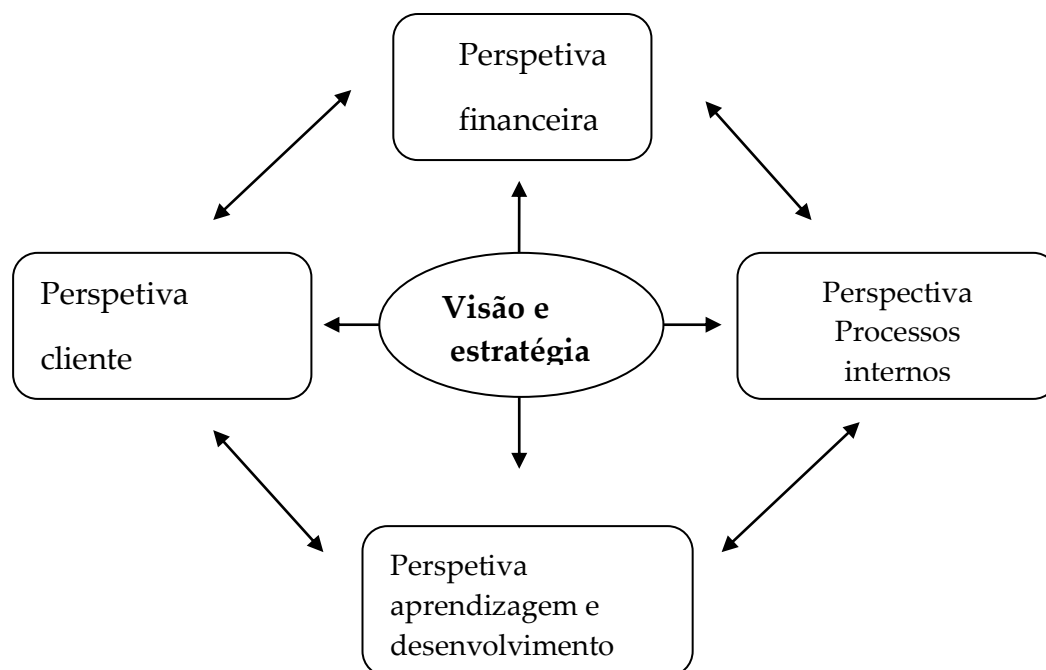 Perspetiva
financeira
Perspetiva
cliente
Visão e
estratégia
Perspectiva
Processos
internos
Perspetiva
aprendizagem e
desenvolvimento